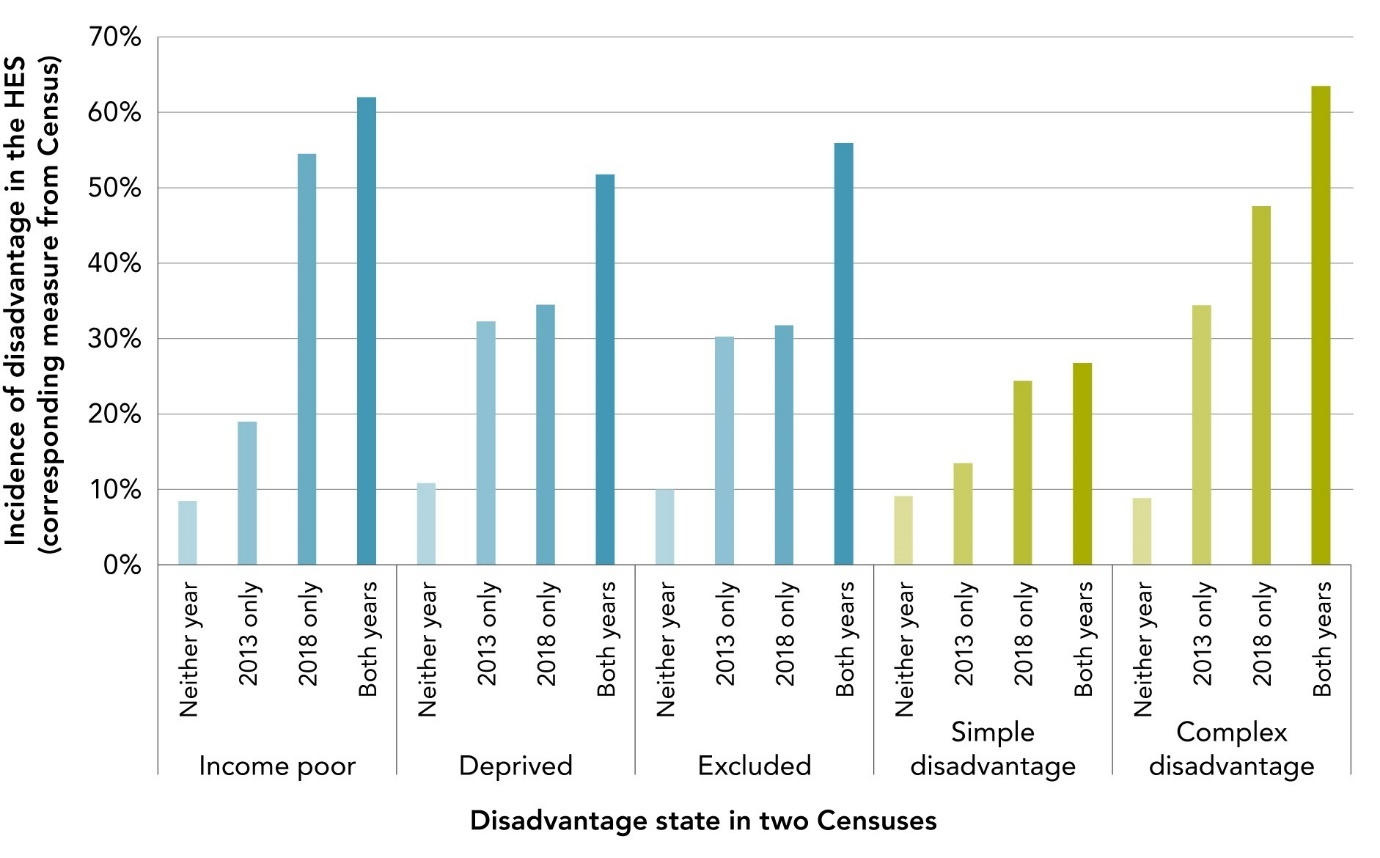 Incidence of disadvantage in the HES
(corresponding measure from Census)
70%
60%
50%
40%
30%
20%
10%
0%
Neither year
2013 only
2018 only
Both years
Neither year
2013 only
2018 only
Both years
Neither year
2013 only
2018 only
Both years
Neither year
2013 only
2018 only
Both years
Neither year
2013 only
2018 only
Both years
Income poor
Deprived
Excluded
Simple
disadvantage
Complex
disadvantage
Disadvantage state in two Censuses